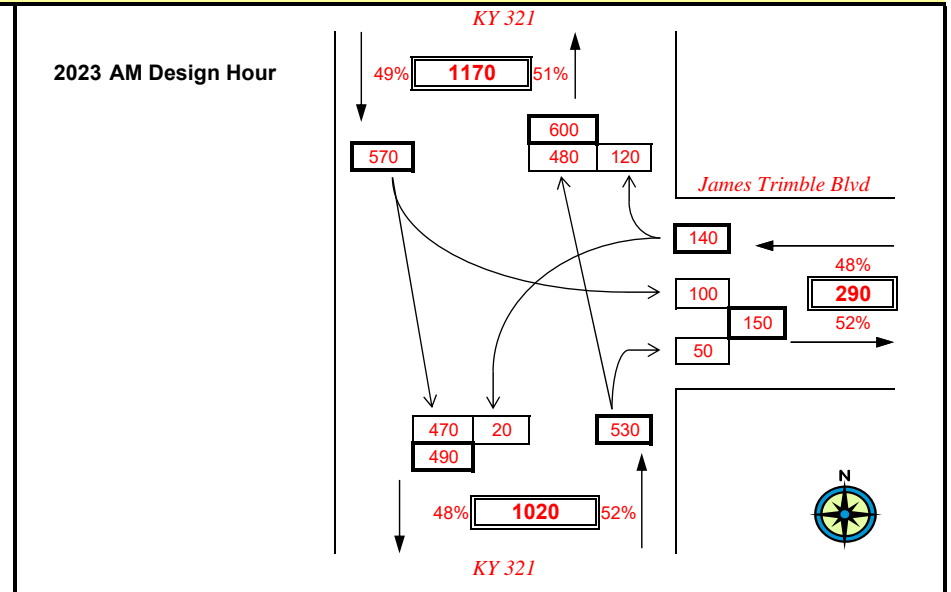 KY 321
2023 AM Design Hour
49% 1170 51%
600
570 480 120
James Trimble Blvd
140
48%
100 290
150 52%
50
470 20 530
490
N
48% 1020 52%
KY 321